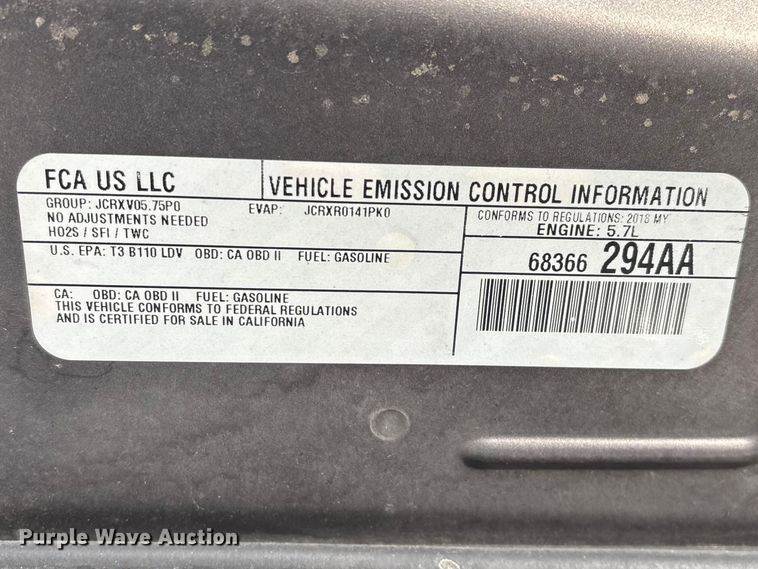 FCA US LLC
VEHICLE EMISSION CONTROL INFORMATION
GROUP: JCRXV05.75P0 EVAP: JCRXR0141PK0
NO ADJUSTMENTS NEEDED
HO2S / SFI / TWC
CONFORMS TO REGULATIONS: 2018 MY
ENGINE: 5.7L
U.S. EPA: T3 B110 LDV OBD: CA OBD II FUEL: GASOLINE
68366 294AA
CA: OBD: CA OBD II FUEL: GASOLINE
THIS VEHICLE CONFORMS TO FEDERAL REGULATIONS
AND IS CERTIFIED FOR SALE IN CALIFORNIA
Purple Wave Auction